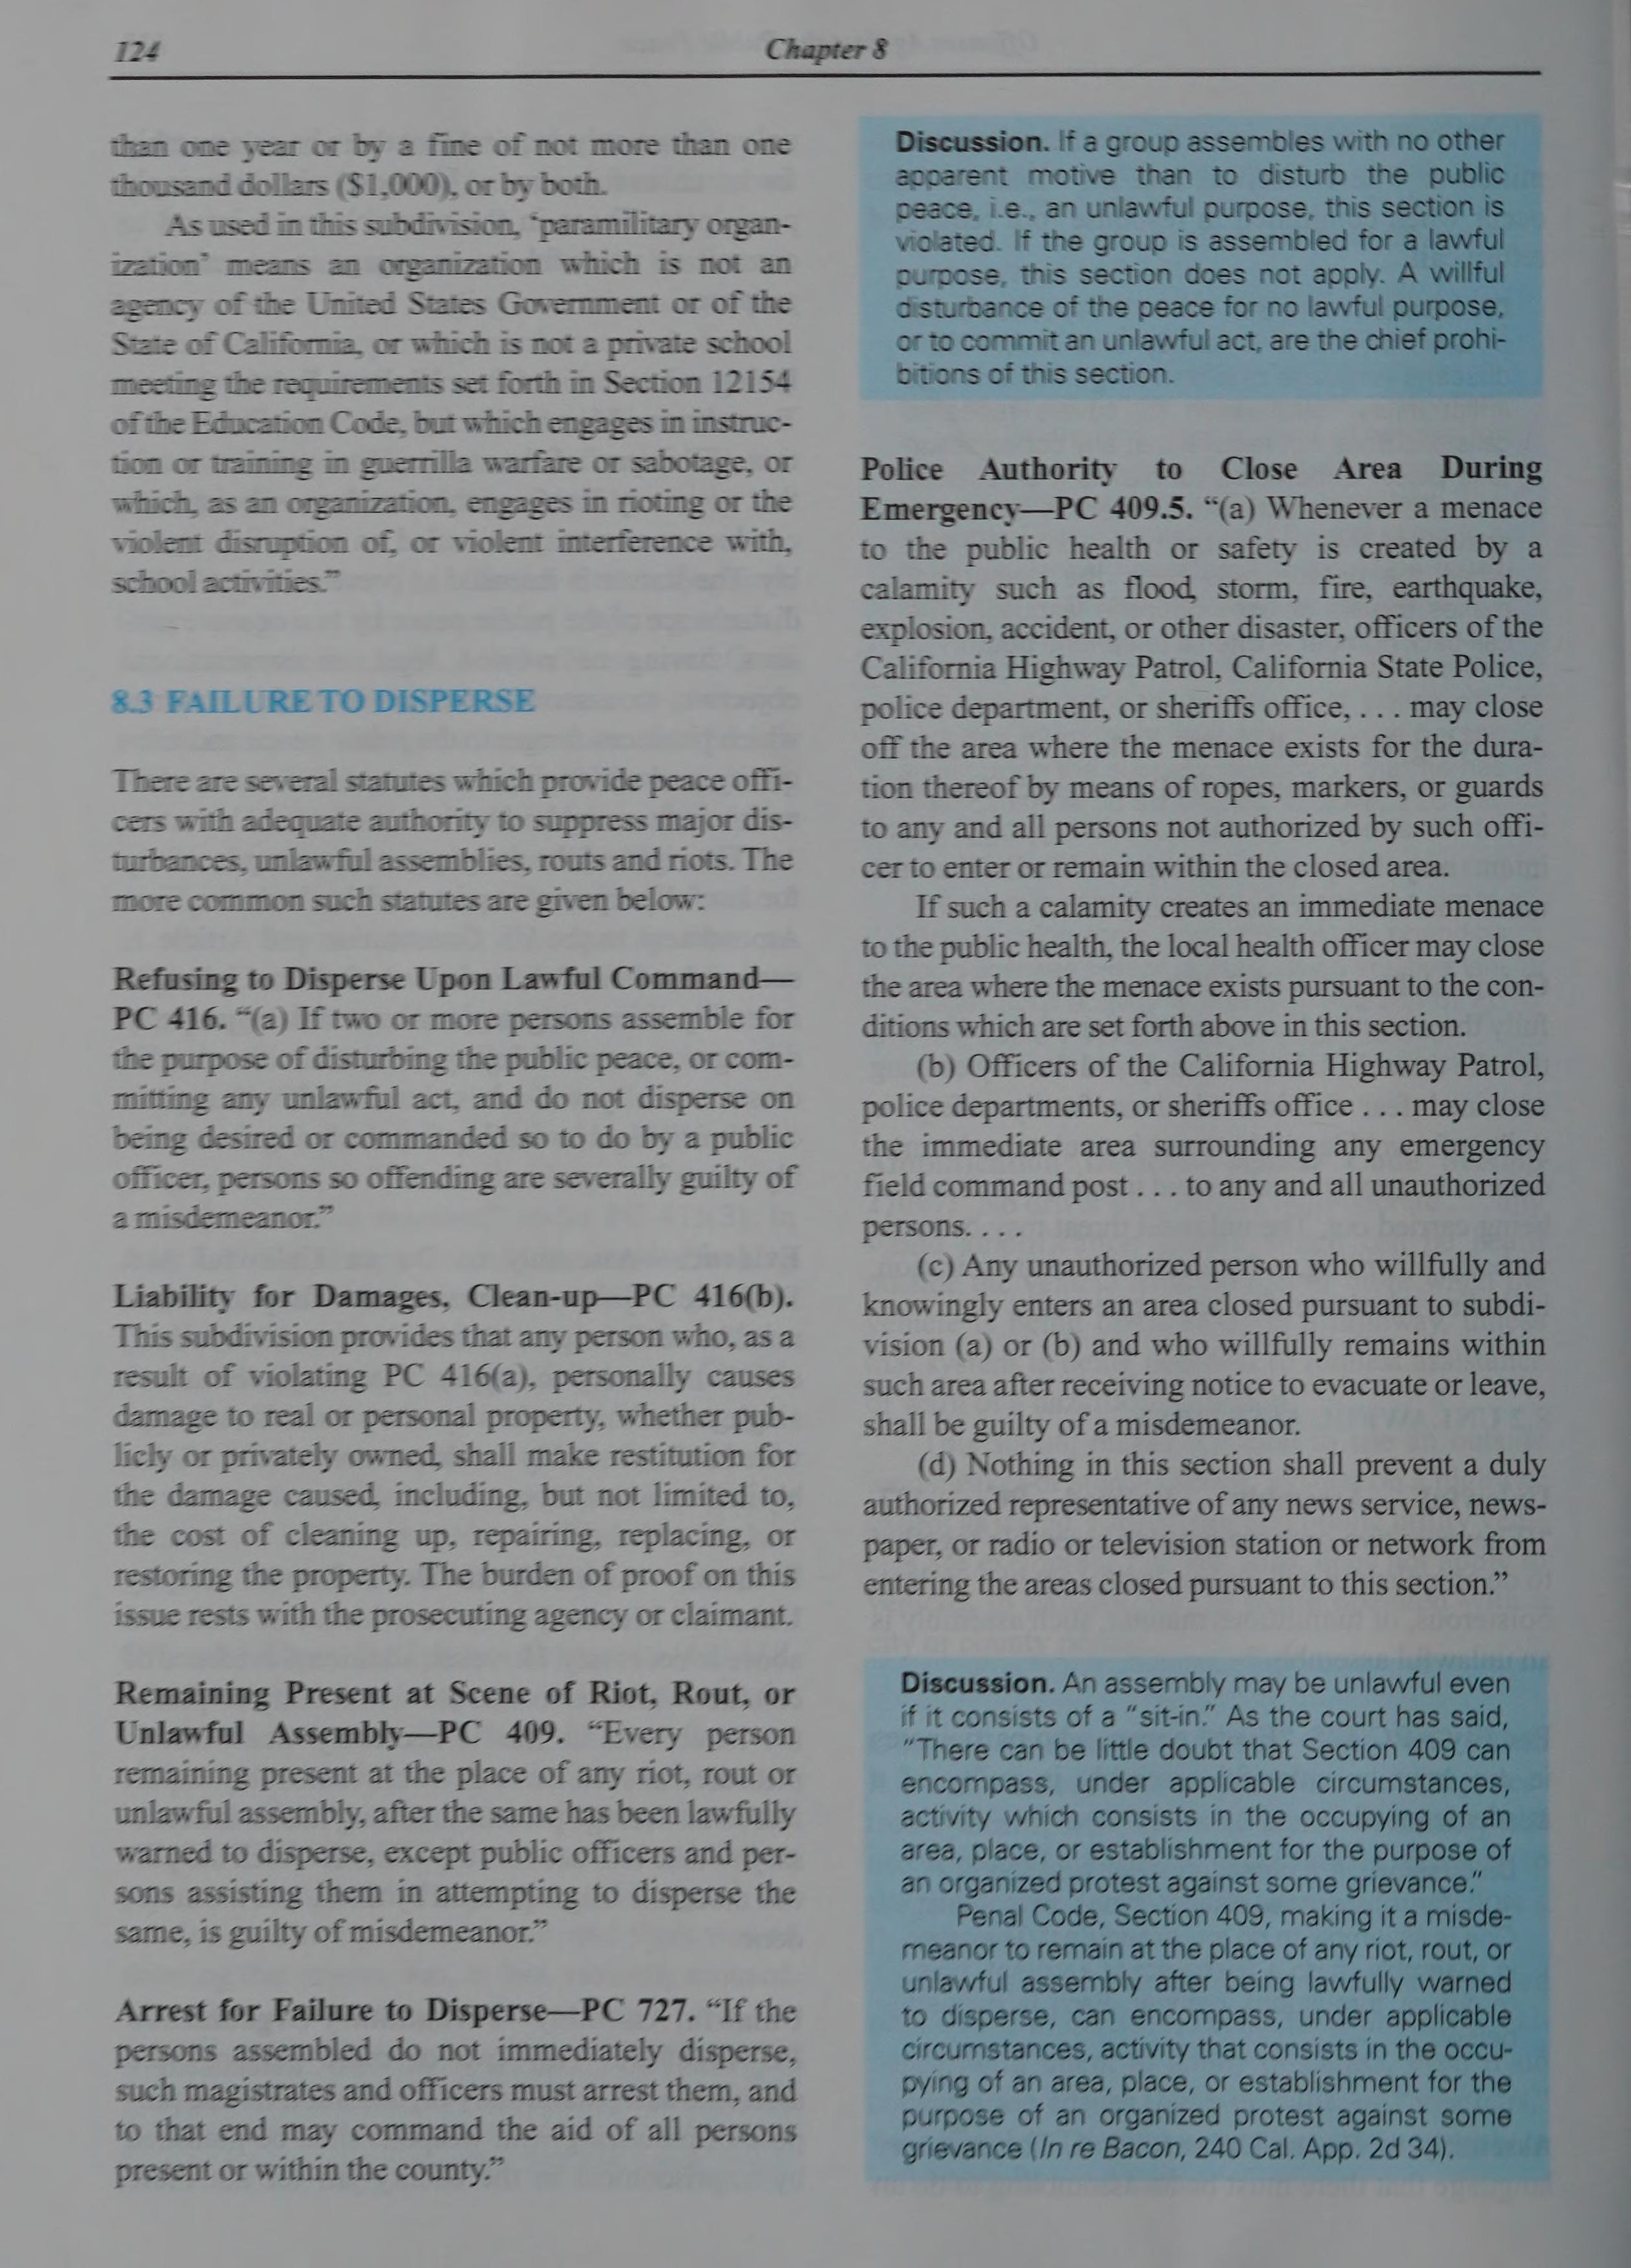 124
Chapter 8
than one year or by a fine of not more than one
thousand dollars ($1,000), or by both.
As used in this subdivision, ‘paramilitary organ-
ization’ means an organization which is not an
agency of the United States Government or of the
State of California, or which is not a private school
meeting the requirements set forth in Section 12154
of the Education Code, but which engages in instruc-
tion or training in guerrilla warfare or sabotage, or
which, as an organization, engages in rioting or the
violent disruption of, or violent interference with,
school activities.”
8.3 FAILURE TO DISPERSE
There are several statutes which provide peace offi-
cers with adequate authority to suppress major dis-
turbances, unlawful assemblies, routs and riots. The
more common such statutes are given below:
Refusing to Disperse Upon Lawful Command—
PC 416. “(a) If two or more persons assemble for
the purpose of disturbing the public peace, or com-
mitting any unlawful act, and do not disperse on
being desired or commanded so to do by a public
officer, persons so offending are severally guilty of
a misdemeanor.”
Liability for Damages, Clean-up—PC 416(b).
This subdivision provides that any person who, as a
result of violating PC 416(a), personally causes
damage to real or personal property, whether pub-
licly or privately owned, shall make restitution for
the damage caused, including, but not limited to,
the cost of cleaning up, repairing, replacing, or
restoring the property. The burden of proof on this
issue rests with the prosecuting agency or claimant.
Remaining Present at Scene of Riot, Rout, or
Unlawful Assembly—PC 409. “Every person
remaining present at the place of any riot, rout or
unlawful assembly, after the same has been lawfully
warned to disperse, except public officers and per-
sons assisting them in attempting to disperse the
same, is guilty of misdemeanor.”
Arrest for Failure to Disperse—PC 727. “If the
persons assembled do not immediately disperse,
such magistrates and officers must arrest them, and
to that end may command the aid of all persons
present or within the county.”
Discussion. If a group assembles with no other
apparent motive than to disturb the public
peace, i.e., an unlawful purpose, this section is
violated. If the group is assembled for a lawful
purpose, this section does not apply. A willful
disturbance of the peace for no lawful purpose,
or to commit an unlawful act, are the chief prohi-
bitions of this section.
Police Authority to Close Area During
Emergency—PC 409.5. “(a) Whenever a menace
to the public health or safety is created by a
calamity such as flood, storm, fire, earthquake,
explosion, accident, or other disaster, officers of the
California Highway Patrol, California State Police,
police department, or sheriffs office, . . . may close
off the area where the menace exists for the dura-
tion thereof by means of ropes, markers, or guards
to any and all persons not authorized by such offi-
cer to enter or remain within the closed area.
If such a calamity creates an immediate menace
to the public health, the local health officer may close
the area where the menace exists pursuant to the con-
ditions which are set forth above in this section.
(b) Officers of the California Highway Patrol,
police departments, or sheriffs office . . . may close
the immediate area surrounding any emergency
field command post . . . to any and all unauthorized
persons. . . .
(c) Any unauthorized person who willfully and
knowingly enters an area closed pursuant to subdi-
vision (a) or (b) and who willfully remains within
such area after receiving notice to evacuate or leave,
shall be guilty of a misdemeanor.
(d) Nothing in this section shall prevent a duly
authorized representative of any news service, news-
paper, or radio or television station or network from
entering the areas closed pursuant to this section.”
Discussion. An assembly may be unlawful even
if it consists of a “sit-in.” As the court has said,
“There can be little doubt that Section 409 can
encompass, under applicable circumstances,
activity which consists in the occupying of an
area, place, or establishment for the purpose of
an organized protest against some grievance.”
Penal Code, Section 409, making it a misde-
meanor to remain at the place of any riot, rout, or
unlawful assembly after being lawfully warned
to disperse, can encompass, under applicable
circumstances, activity that consists in the occu-
pying of an area, place, or establishment for the
purpose of an organized protest against some
grievance (In re Bacon, 240 Cal. App. 2d 34).